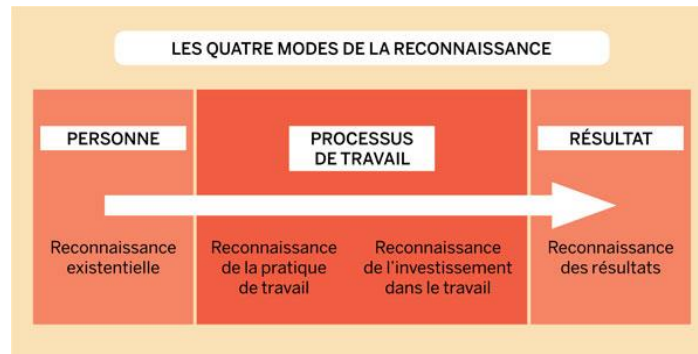 LES QUATRE MODES DE LA RECONNAISSANCE
PERSONNE
PROCESSUS
DE TRAVAIL
RÉSULTAT
Reconnaissance
existentielle
Reconnaissance
de la pratique
de travail
Reconnaissance
de l'investissement
dans le travail
Reconnaissance
des résultats